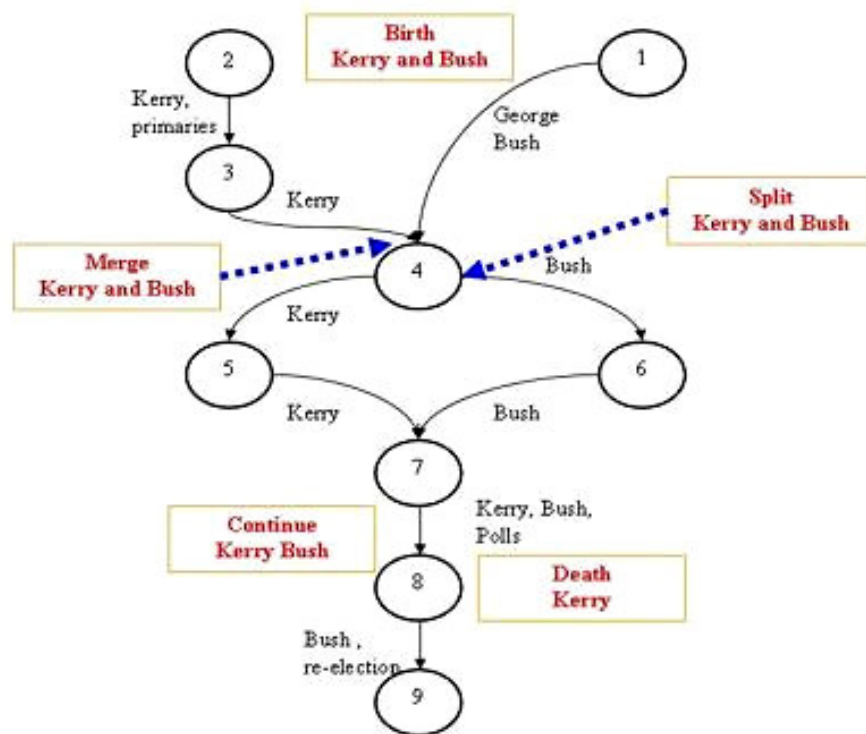 Birth
Kerry and Bush
2
1
Kerry,
primaries
George
Bush
3
Kerry
Split
Kerry and Bush
Merge
Kerry and Bush
4
Bush
Kerry
5
6
Kerry
Bush
7
Continue
Kerry Bush
Kerry, Bush,
Polls
8
Death
Kerry
Bush ,
re-election
9